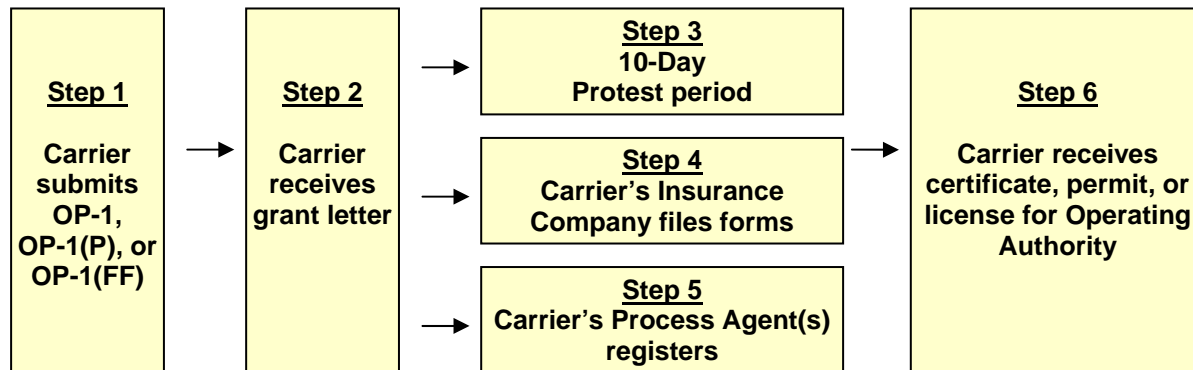 Step 1
Carrier
submits
OP-1,
OP-1(P), or
OP-1(FF)
Step 2
Carrier
receives
grant letter
Step 3
10-Day
Protest period
Step 4
Carrier's Insurance
Company files forms
Step 5
Carrier's Process Agent(s)
registers
Step 6
Carrier receives
certificate, permit, or
license for Operating
Authority